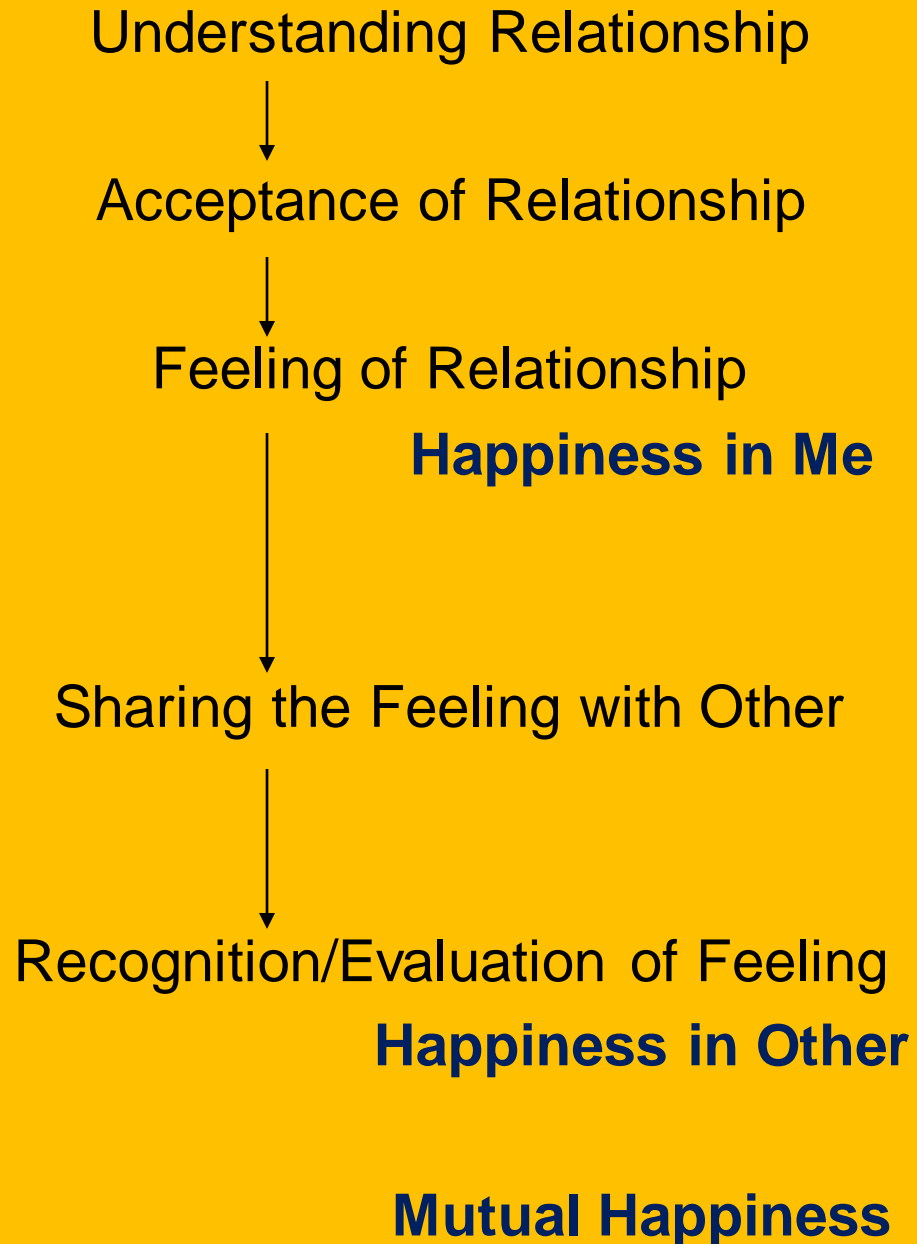 Understanding Relationship
Acceptance of Relationship
Feeling of Relationship
Happiness in Me
Sharing the Feeling with Other
Recognition/Evaluation of Feeling
Happiness in Other
Mutual Happiness